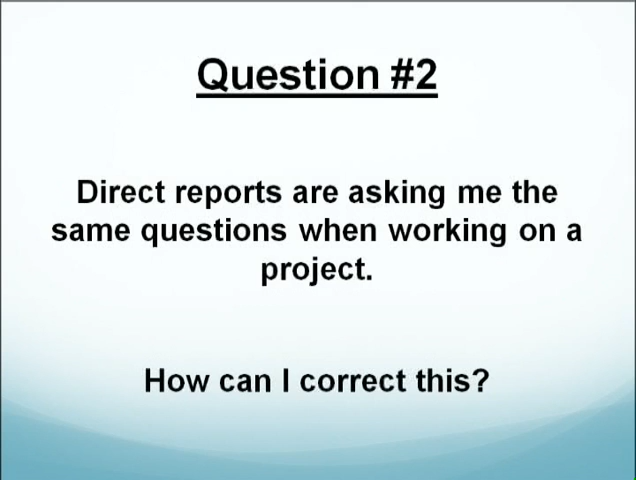 Question #2
Direct reports are asking me the
same questions when working on a
project.
How can I correct this?